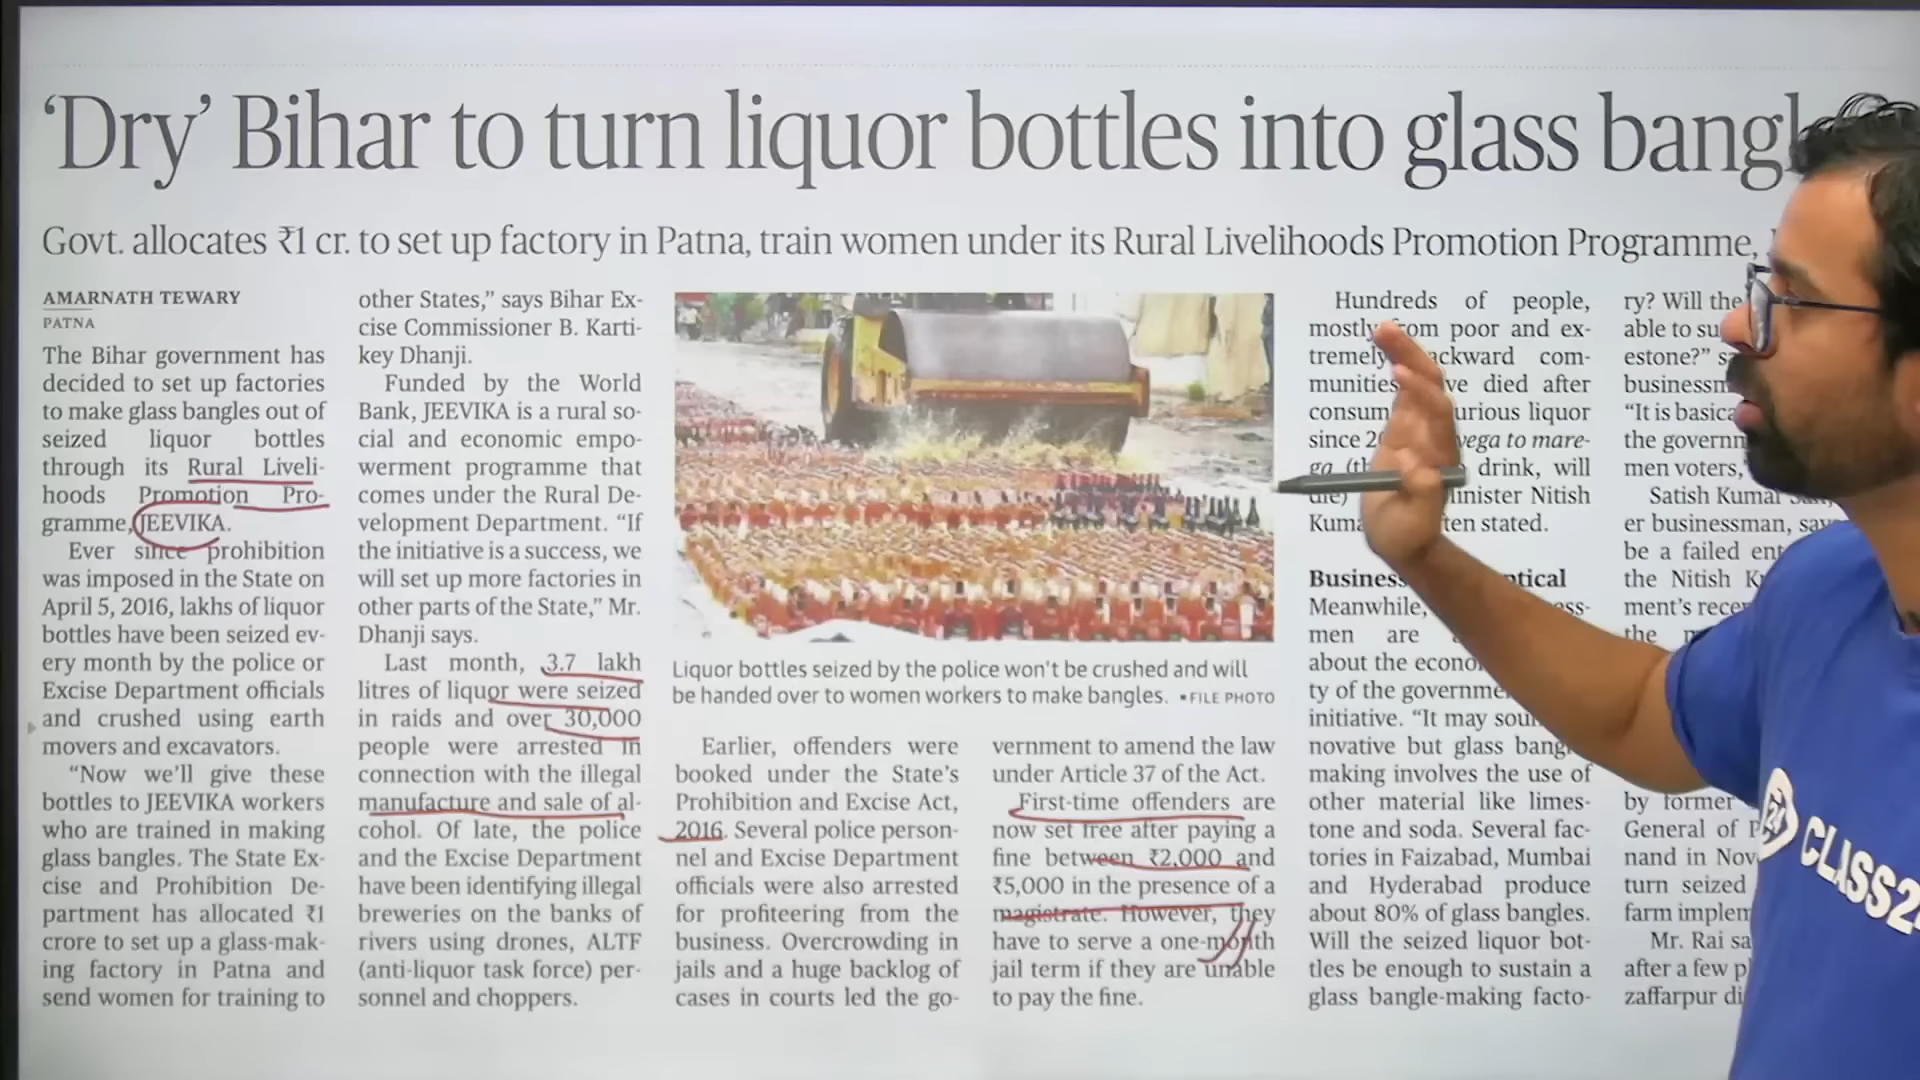 ‘Dry’ Bihar to turn liquor bottles into glass
Govt. allocates ₹1 cr. to set up factory in Patna, train women under its Rural Livelihoods Promotion Programme,
AMARNATH TEWARY
PATNA
The Bihar government has
decided to set up factories
to make glass bangles out of
seized liquor bottles
through its Rural Liveli-
hoods Promotion Pro-
gramme, JEEVIKA.
Ever since prohibition
was imposed in the State on
April 5, 2016, lakhs of liquor
bottles have been seized ev-
ery month by the police or
Excise Department officials
and crushed using earth
movers and excavators.
“Now we’ll give these
bottles to JEEVIKA workers
who are trained in making
glass bangles. The State Ex-
cise and Prohibition De-
partment has allocated ₹1
crore to set up a glass-mak-
ing factory in Patna and
send women for training to
other States,” says Bihar Ex-
cise Commissioner B. Karti-
key Dhanji.
Funded by the World
Bank, JEEVIKA is a rural so-
cial and economic empo-
werment programme that
comes under the Rural De-
velopment Department. “If
the initiative is a success, we
will set up more factories in
other parts of the State,” Mr.
Dhanji says.
Last month, 3.7 lakh
litres of liquor were seized
in raids and over 30,000
people were arrested in
connection with the illegal
manufacture and sale of al-
cohol. Of late, the police
and the Excise Department
have been identifying illegal
breweries on the banks of
rivers using drones, ALTF
(anti-liquor task force) per-
sonnel and choppers.
Liquor bottles seized by the police won't be crushed and will
be handed over to women workers to make bangles. •FILE PHOTO
Earlier, offenders were
booked under the State’s
Prohibition and Excise Act,
2016. Several police person-
nel and Excise Department
officials were also arrested
for profiteering from the
business. Overcrowding in
jails and a huge backlog of
cases in courts led the go-
vernment to amend the law
under Article 37 of the Act.
First-time offenders are
now set free after paying a
fine between ₹2,000 and
₹5,000 in the presence of a
magistrate. However, they
have to serve a one-month
jail term if they are unable
to pay the fine.
Hundreds of people,
mostly from poor and ex-
tremely com-
munities died after
liquor
since to mare-
drink, will
Nitish
stated.
Meanwhile,
men are
about the
ty of the
initiative. “It may
novative but glass
making involves the use of
other material like limes-
tone and soda. Several fac-
tories in Faizabad, Mumbai
and Hyderabad produce
about 80% of glass bangles.
Will the seized liquor bot-
tles be enough to sustain a
glass bangle-making facto-
ry? Will the
able to
estone?”
“It is
the
men voters,
Satish Kumar
er businessman,
be a failed
the Nitish
ment’s
the
by former
General of
nand in
turn seized
farm
Mr. Rai
after a few
zaffarpur
CLASS24